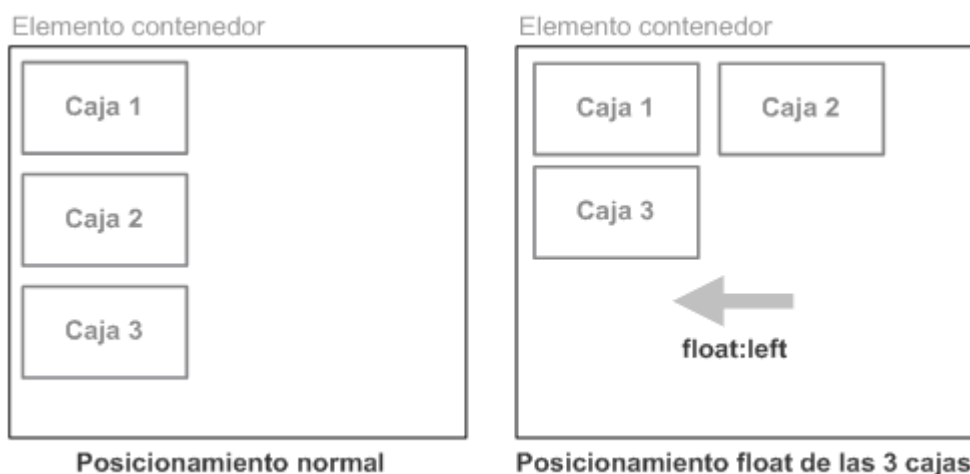 Elemento contenedor
Caja 1
Caja 2
Caja 3
Posicionamiento normal
Elemento contenedor
Caja 1 Caja 2
Caja 3
float:left
Posicionamiento float de las 3 cajas